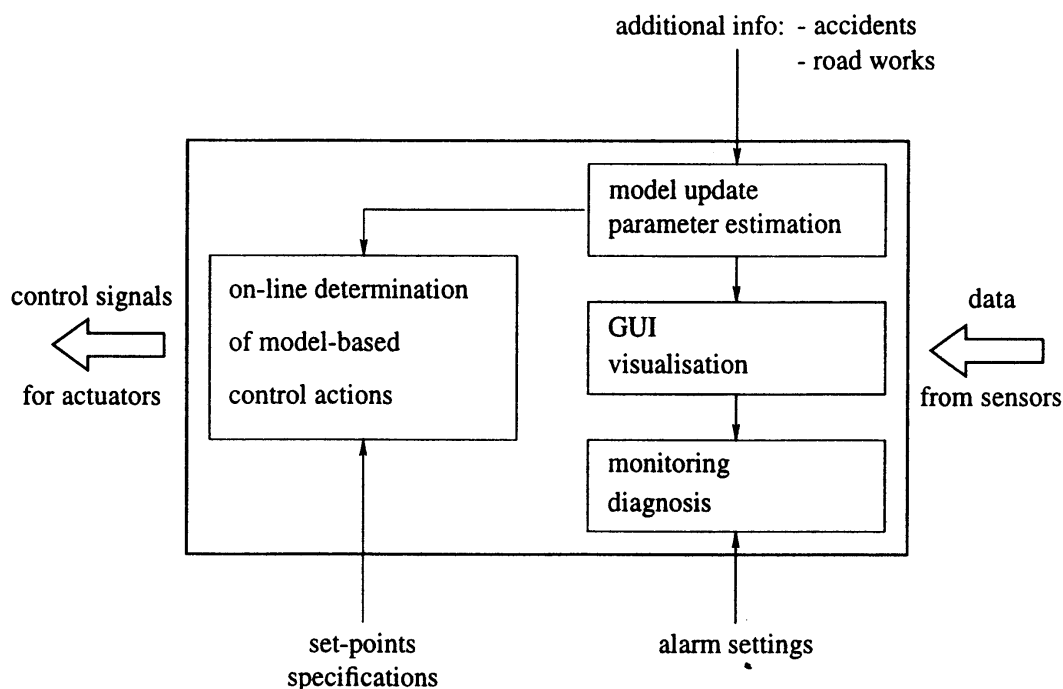 additional info: - accidents
- road works
model update
parameter estimation
on-line determination
of model-based
control actions
control signals
for actuators
GUI
visualisation
data
from sensors
monitoring
diagnosis
set-points
specifications
alarm settings